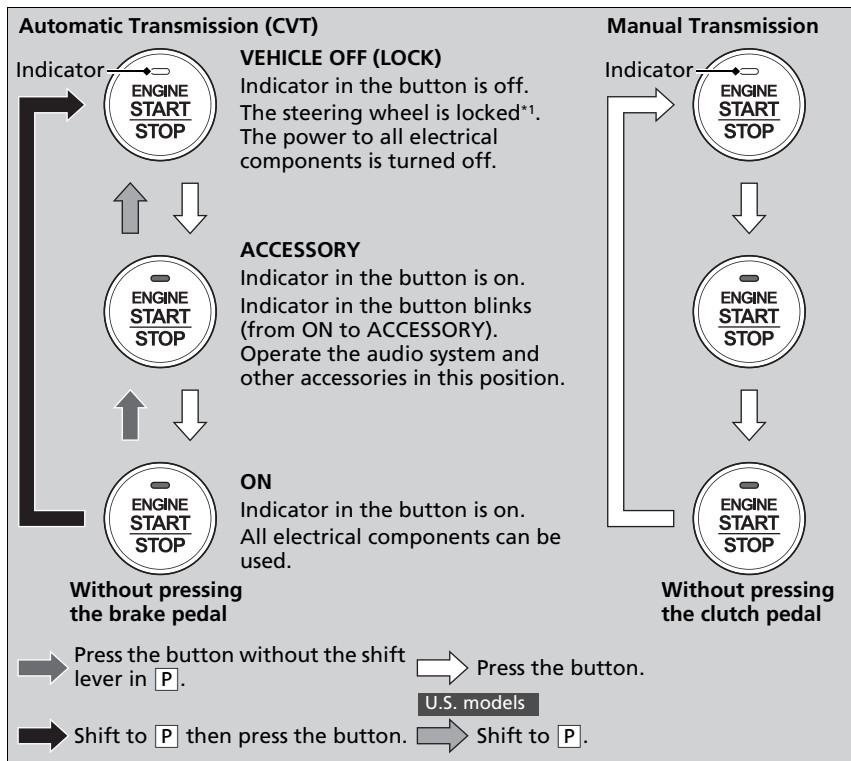 Automatic Transmission (CVT)
Manual Transmission
Indicator
ENGINE
START
STOP
VEHICLE OFF (LOCK)
Indicator in the button is off.
The steering wheel is locked*1.
The power to all electrical
components is turned off.
Indicator
ENGINE
START
STOP
ENGINE
START
STOP
ACCESSORY
Indicator in the button is on.
Indicator in the button blinks
(from ON to ACCESSORY).
Operate the audio system and
other accessories in this position.
ENGINE
START
STOP
ENGINE
START
STOP
ON
Indicator in the button is on.
All electrical components can be
used.
ENGINE
START
STOP
Without pressing
the brake pedal
Without pressing
the clutch pedal
Press the button without the shift
lever in P.
Press the button.
U.S. models
Shift to P then press the button.
Shift to P.